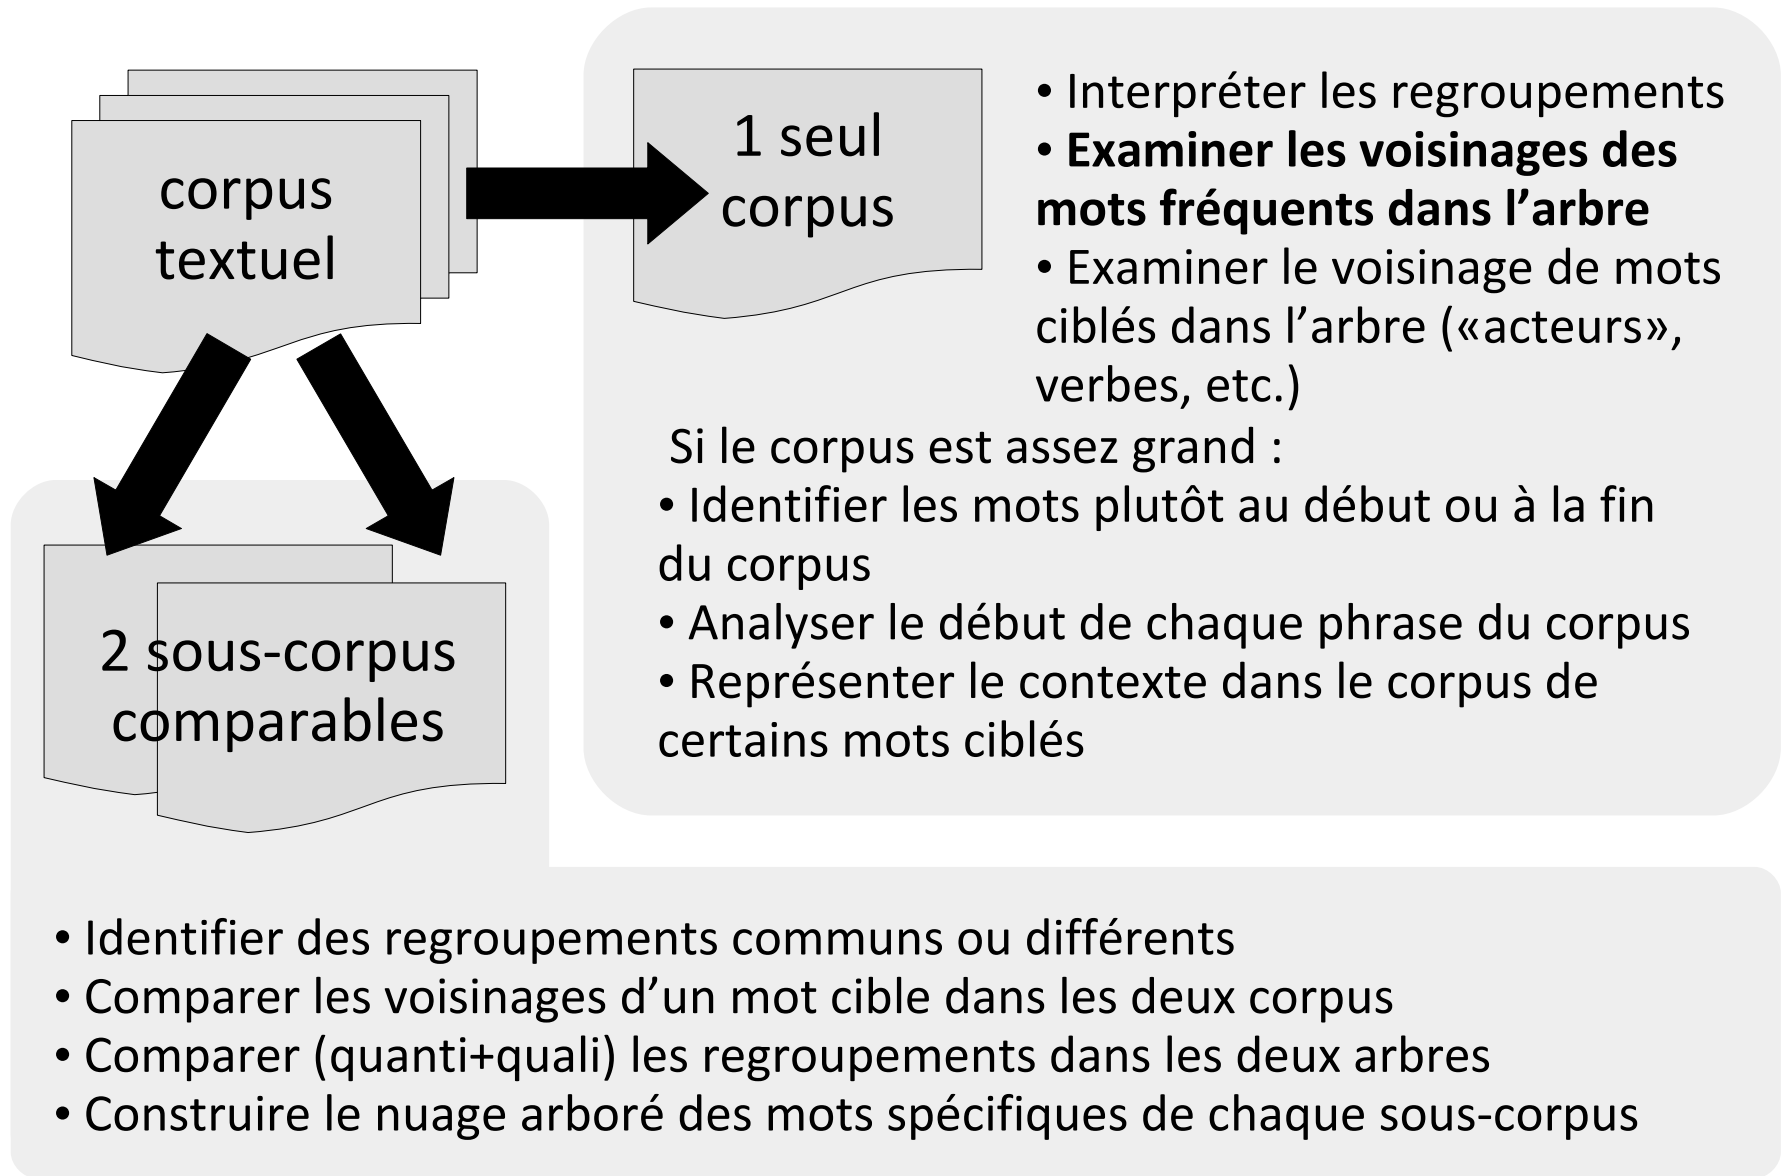 corpus
textuel
1 seul
corpus
• Interpréter les regroupements
• Examiner les voisinages des
mots fréquents dans l’arbre
• Examiner le voisinage de mots
ciblés dans l’arbre («acteurs»,
verbes, etc.)
Si le corpus est assez grand :
• Identifier les mots plutôt au début ou à la fin
du corpus
• Analyser le début de chaque phrase du corpus
• Représenter le contexte dans le corpus de
certains mots ciblés
2 sous-corpus
comparables
• Identifier des regroupements communs ou différents
• Comparer les voisinages d’un mot cible dans les deux corpus
• Comparer (quanti+quali) les regroupements dans les deux arbres
• Construire le nuage arboré des mots spécifiques de chaque sous-corpus